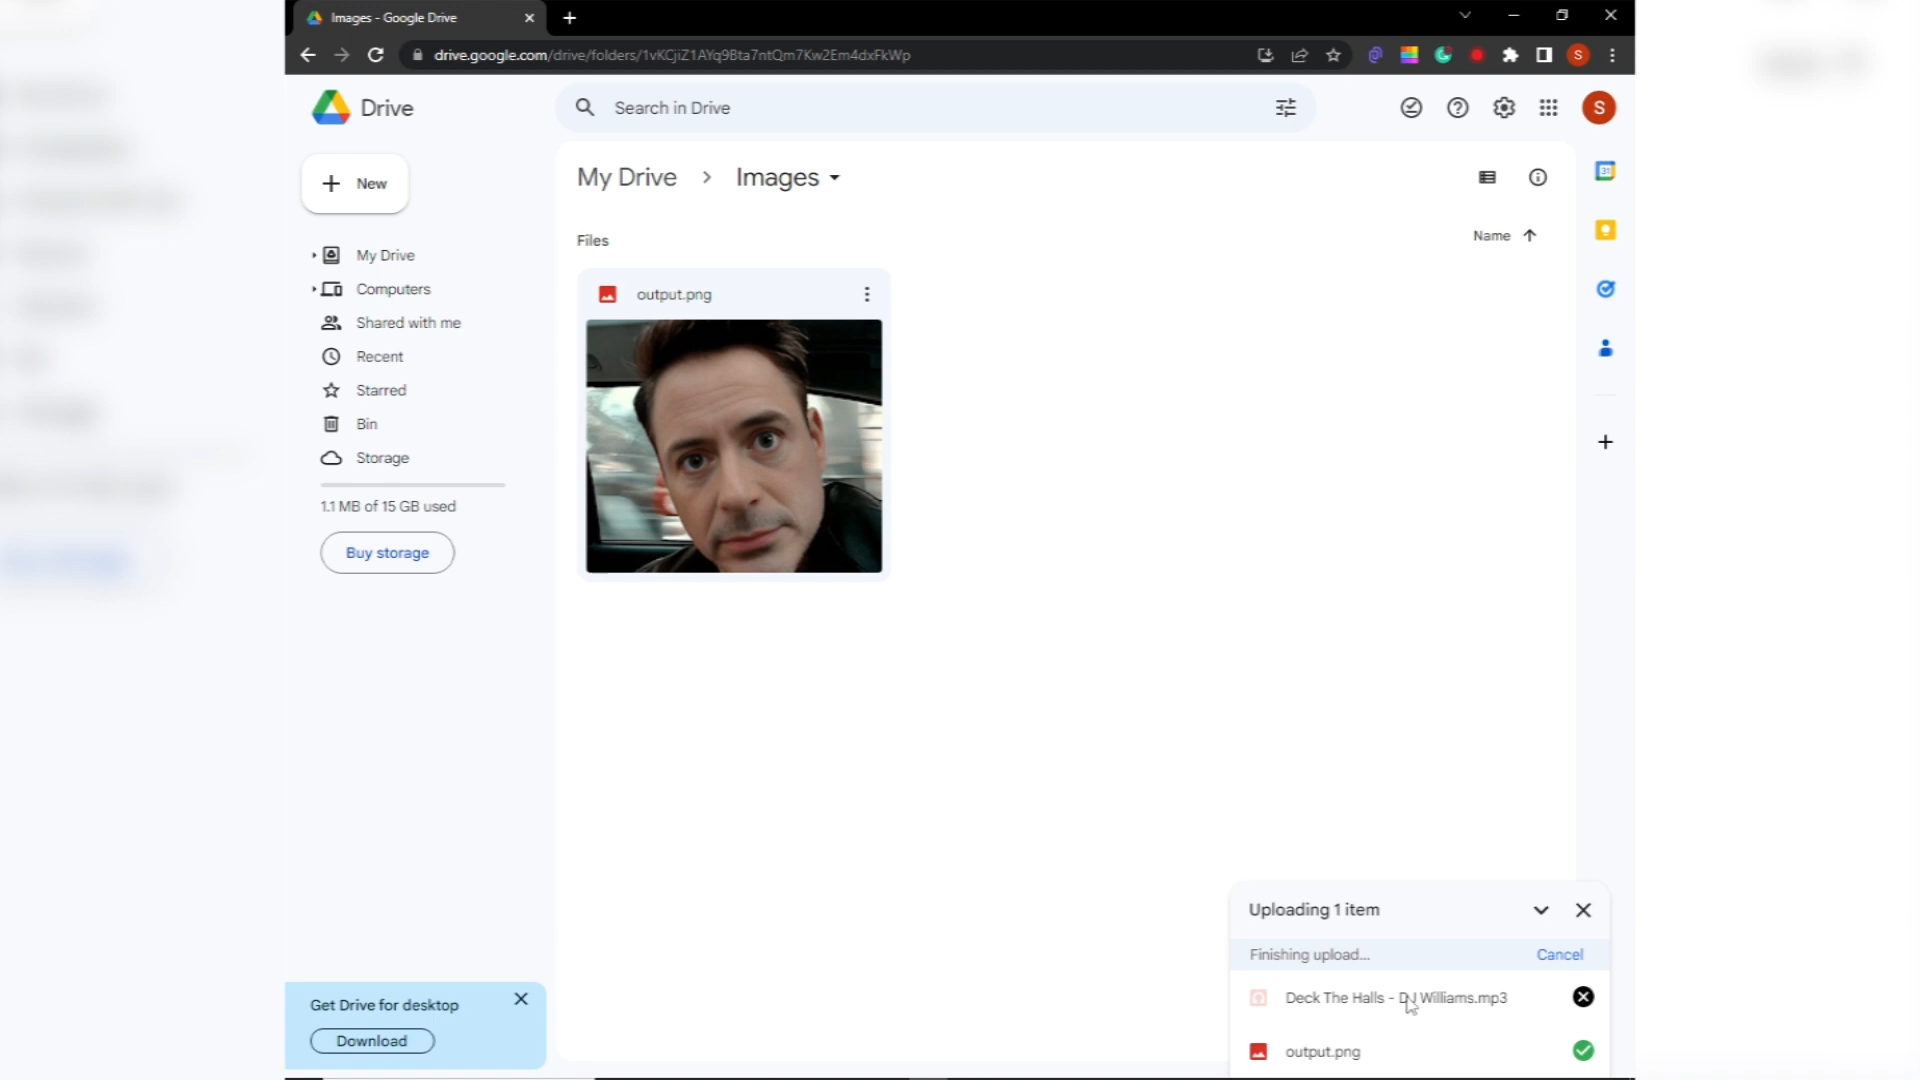 Images - Google Drive
drive.google.com/drive/folders/1vKCjiZ1AYq9Bta7ntQm7Kw2Em4dxFkWp
S
Drive
Search in Drive
S
New
My Drive
Computers
Shared with me
Recent
Starred
Bin
Storage
1.1 MB of 15 GB used
Buy storage
My Drive > Images
Files
Name
output.png
31
Get Drive for desktop
Download
Uploading 1 item
Finishing upload...
Cancel
Deck The Halls - DJ Williams.mp3
output.png